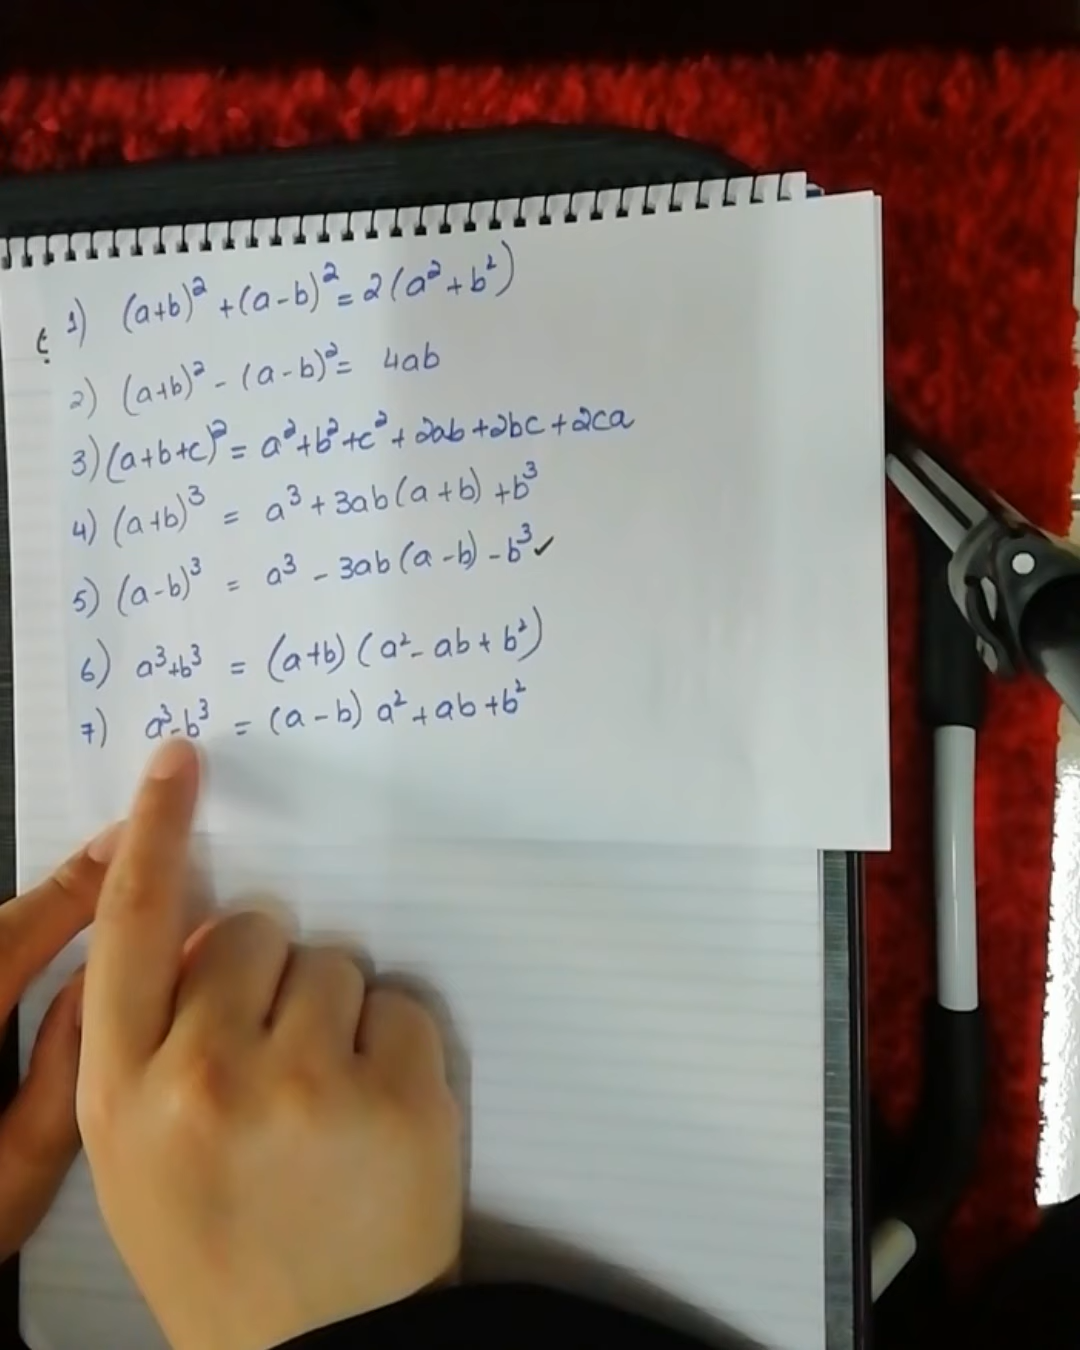 1) (a+b)² + (a-b)² = 2(a² + b²)
2) (a+b)² - (a-b)² = 4ab
3) (a+b+c)² = a²+b²+c²+2ab+2bc+2ca
4) (a+b)³ = a³ + 3ab(a+b) + b³
5) (a-b)³ = a³ - 3ab(a-b) - b³✓
6) a³+b³ = (a+b) (a² - ab + b²)
7) a³-b³ = (a-b) a² + ab + b²